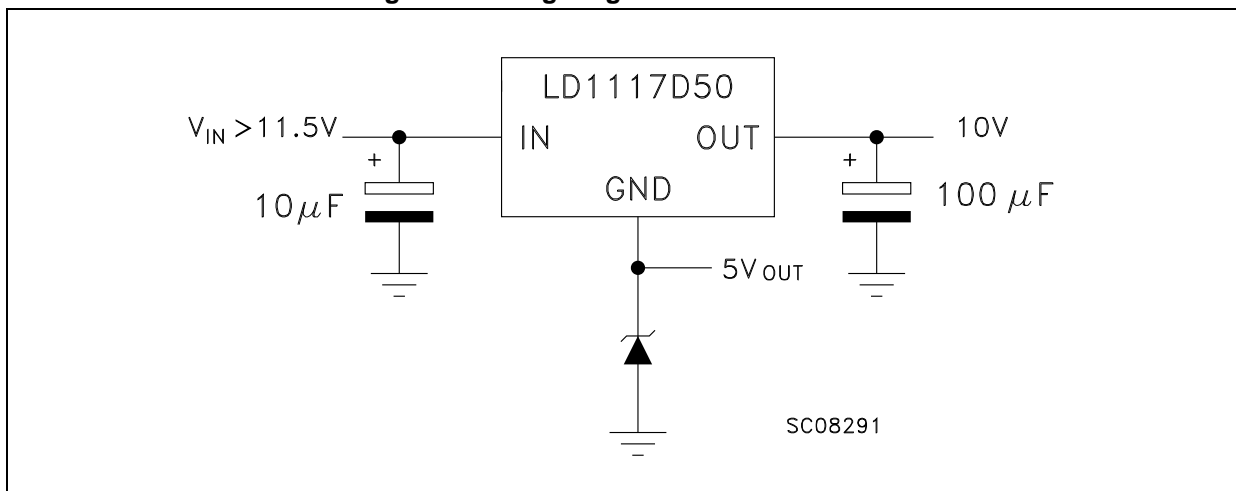 LD1117D50
V_IN >11.5V
IN
OUT
10V
+
10μF
GND
+
100 μF
5V_OUT
SC08291